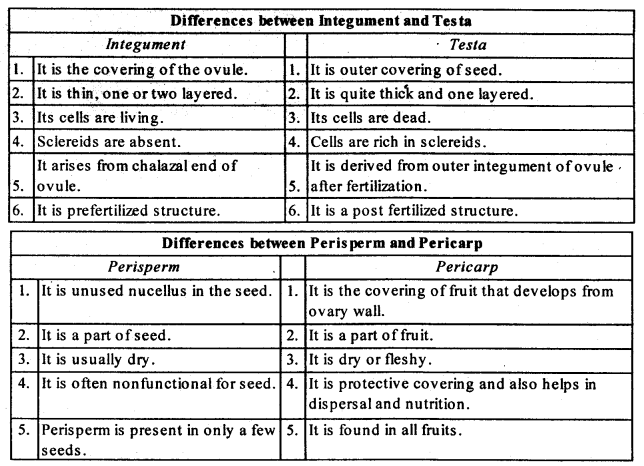 Differences between Integument and Testa
Integument Testa
1. It is the covering of the ovule. 1. It is outer covering of seed.
2. It is thin, one or two layered. 2. It is quite thick and one layered.
3. Its cells are living. 3. Its cells are dead.
4. Sclereids are absent. 4. Cells are rich in sclereids.
5. It arises from chalazal end of ovule. 5. It is derived from outer integument of ovule after fertilization.
6. It is prefertilized structure. 6. It is a post fertilized structure.
Differences between Perisperm and Pericarp
Perisperm Pericarp
1. It is unused nucellus in the seed. 1. It is the covering of fruit that develops from ovary wall.
2. It is a part of seed. 2. It is a part of fruit.
3. It is usually dry. 3. It is dry or fleshy.
4. It is often nonfunctional for seed. 4. It is protective covering and also helps in dispersal and nutrition.
5. Perisperm is present in only a few seeds. 5. It is found in all fruits.